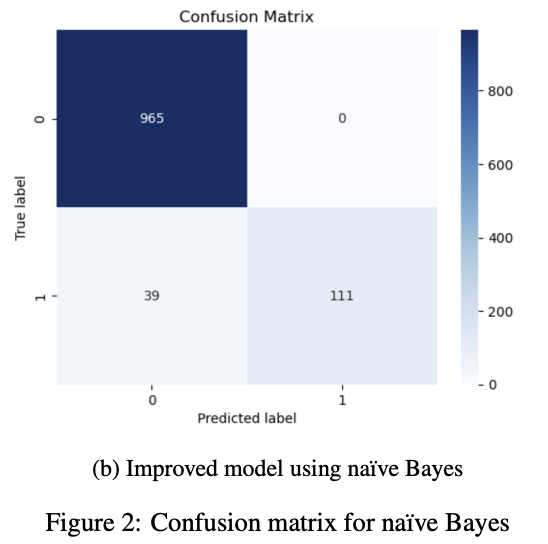 Confusion Matrix
965 0
39 111
0
1
True label
0 1
Predicted label
800
600
400
200
0
(b) Improved model using naïve Bayes
Figure 2: Confusion matrix for naïve Bayes